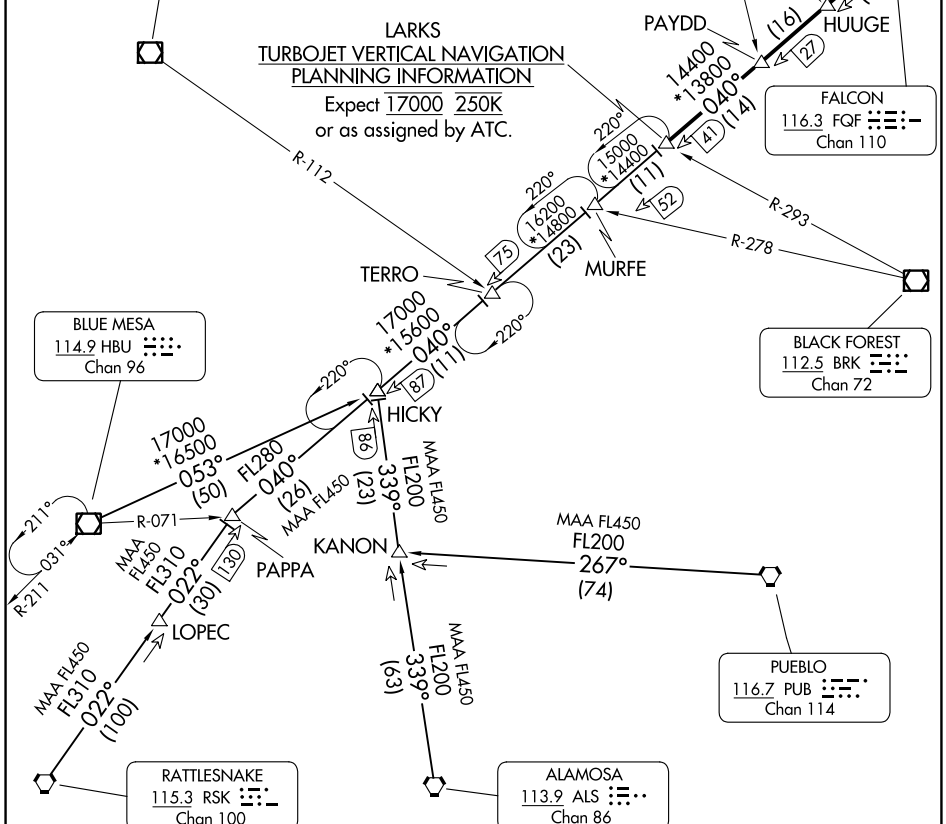 LARKS
TURBOJET VERTICAL NAVIGATION
PLANNING INFORMATION
Expect 17000 250K
or as assigned by ATC.
PAYDD
(16)
HUUGE
27
14400
*13800
040°
(14)
FALCON
116.3 FQF
Chan 110
41
220°
15000
*14400
(11)
R-112
R-293
220°
16200
*14800
(23)
52
R-278
MURFE
75
TERRO
220°
17000
*15600
040°
(11)
BLUE MESA
114.9 HBU
Chan 96
BLACK FOREST
112.5 BRK
Chan 72
220°
87
HICKY
86
17000
*16500
053°
(50)
FL280
040°
(26)
MAA FL450
MAA FL450
FL200
339°
(23)
211°
031°
R-211
R-071
130
PAPPA
KANON
MAA FL450
FL200
267°
(74)
MAA
FL450
FL310
022°
(30)
LOPEC
MAA FL450
FL310
022°
(100)
MAA FL450
FL200
339°
(63)
PUEBLO
116.7 PUB
Chan 114
RATTLESNAKE
115.3 RSK
Chan 100
ALAMOSA
113.9 ALS
Chan 86